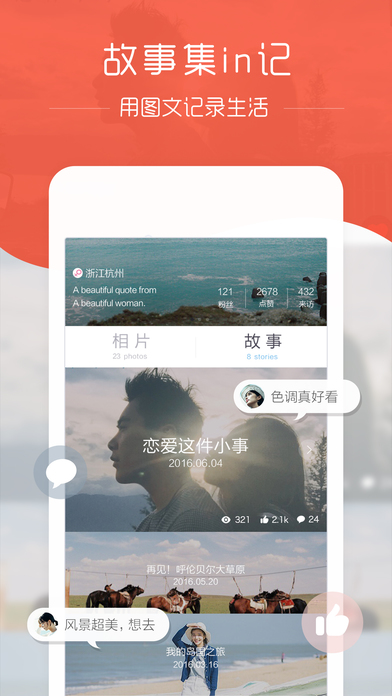 故事集in记
用图文记录生活
浙江杭州
A beautiful quote from
A beautiful woman.
121 2678 432
粉丝 点赞 来访
相片 故事
23 photos 8 stories
色调真好看
恋爱这件小事
2016.06.04
321 2.1k 24
再见！呼伦贝尔大草原
2016.05.20
风景超美，想去
我的岛国之旅
2016.03.16